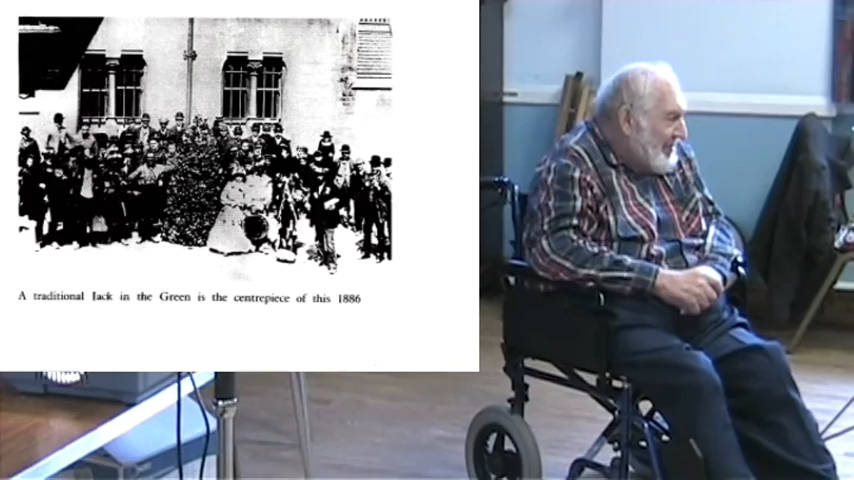 A traditional Jack in the Green is the centrepiece of this 1886